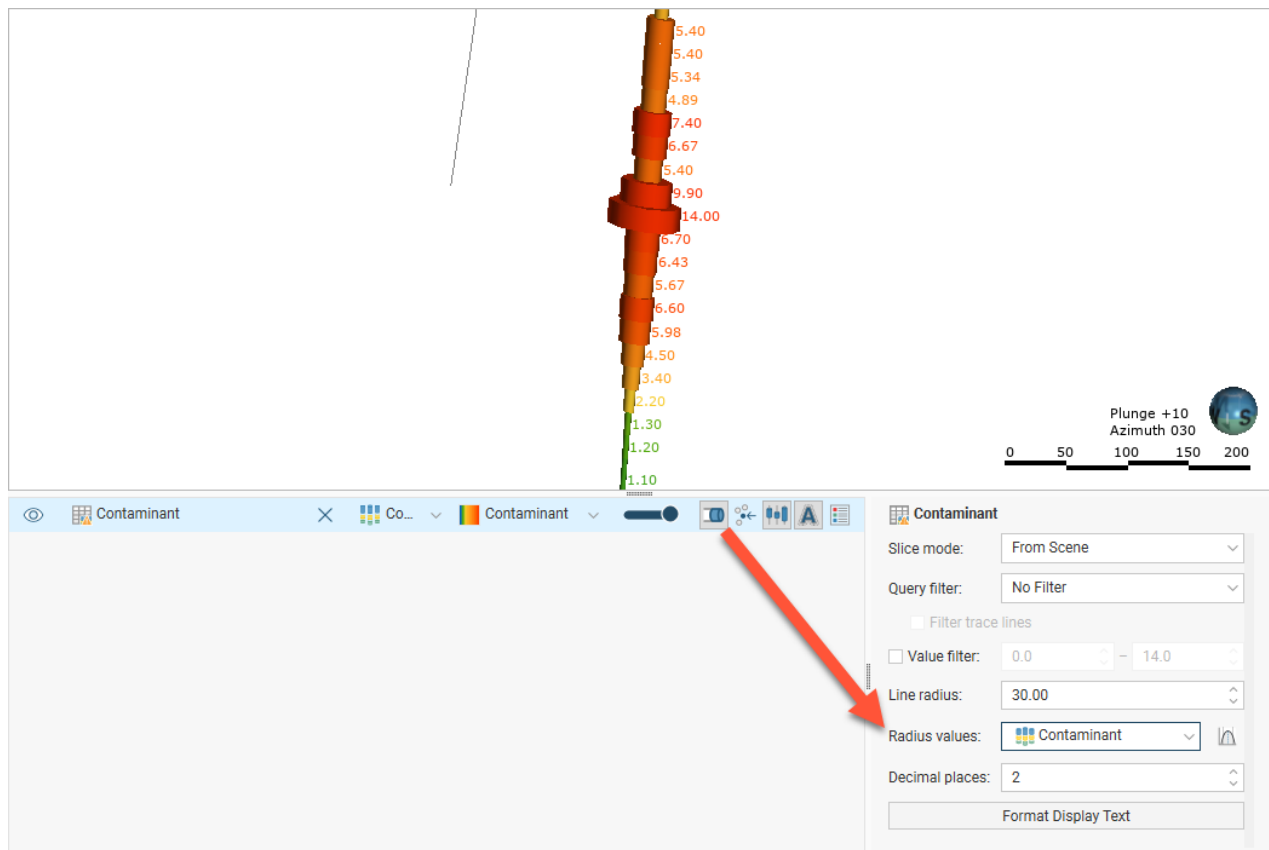 5.40
5.40
5.34
4.89
7.40
6.67
5.40
9.90
14.00
6.70
6.43
5.67
6.60
5.98
4.50
3.40
2.20
1.30
1.20
1.10
Plunge +10
Azimuth 030
0 50 100 150 200
S
Contaminant Co... Contaminant A
Contaminant
Slice mode: From Scene
Query filter: No Filter
Filter trace lines
Value filter: 0.0 – 14.0
Line radius: 30.00
Radius values: Contaminant
Decimal places: 2
Format Display Text